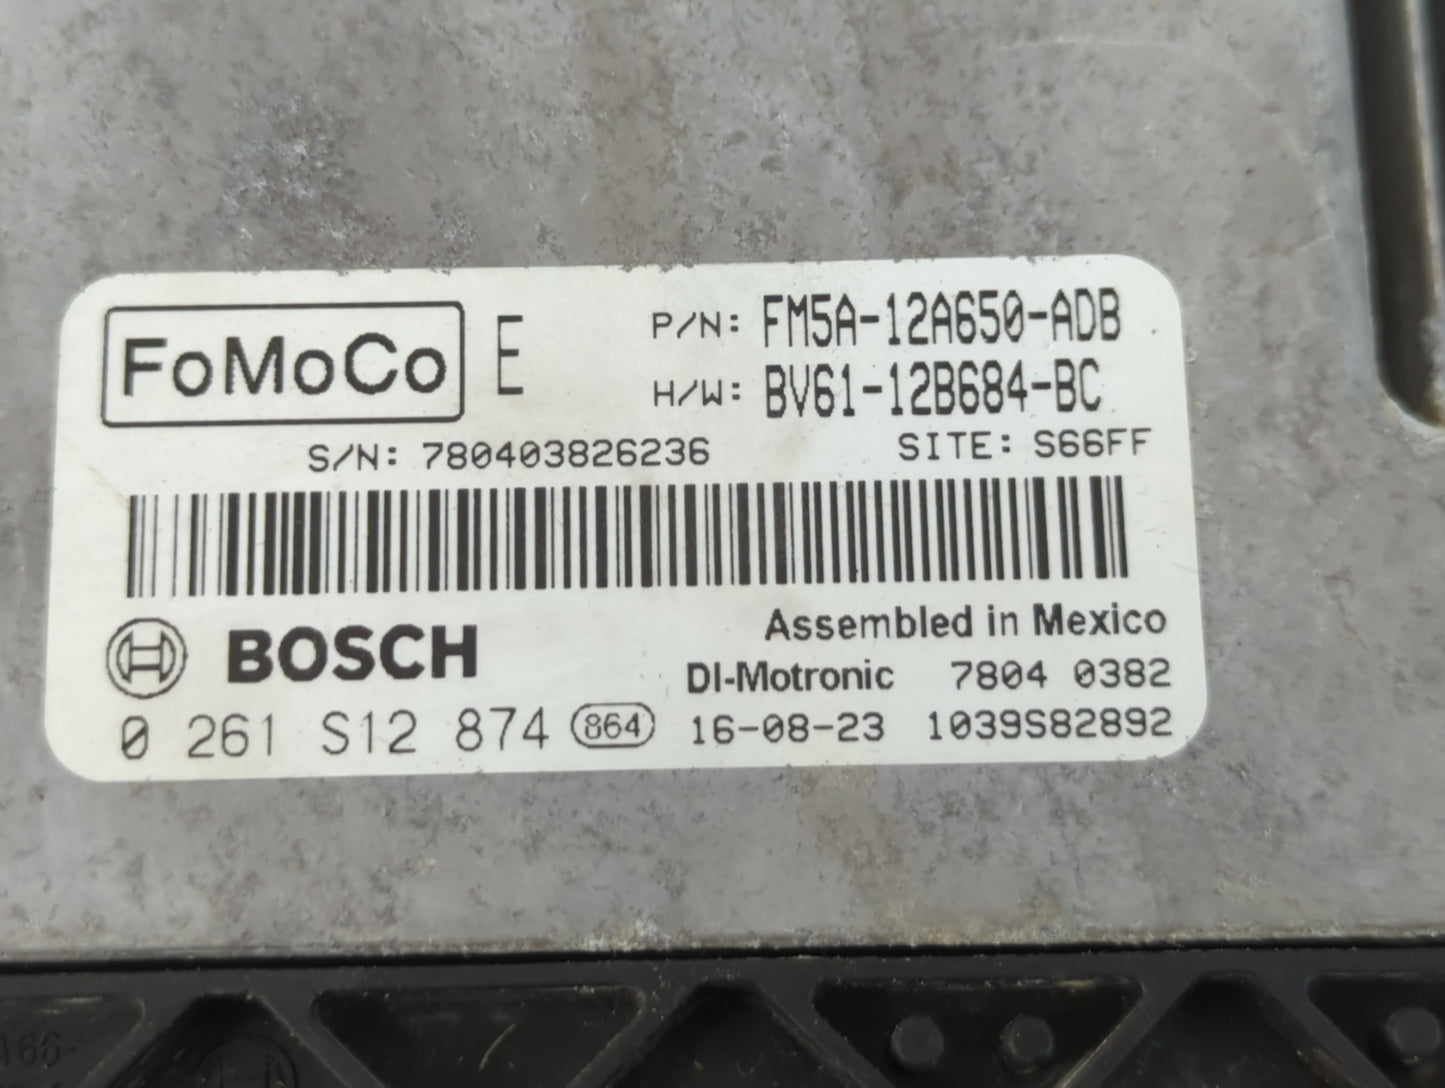 FoMoCo E P/N: FM5A-12A650-ADB
H/W: BV61-12B684-BC
S/N: 780403826236 SITE: S66FF
Assembled in Mexico
BOSCH DI-Motronic 7804 0382
0 261 S12 874 864 16-08-23 1039S82892